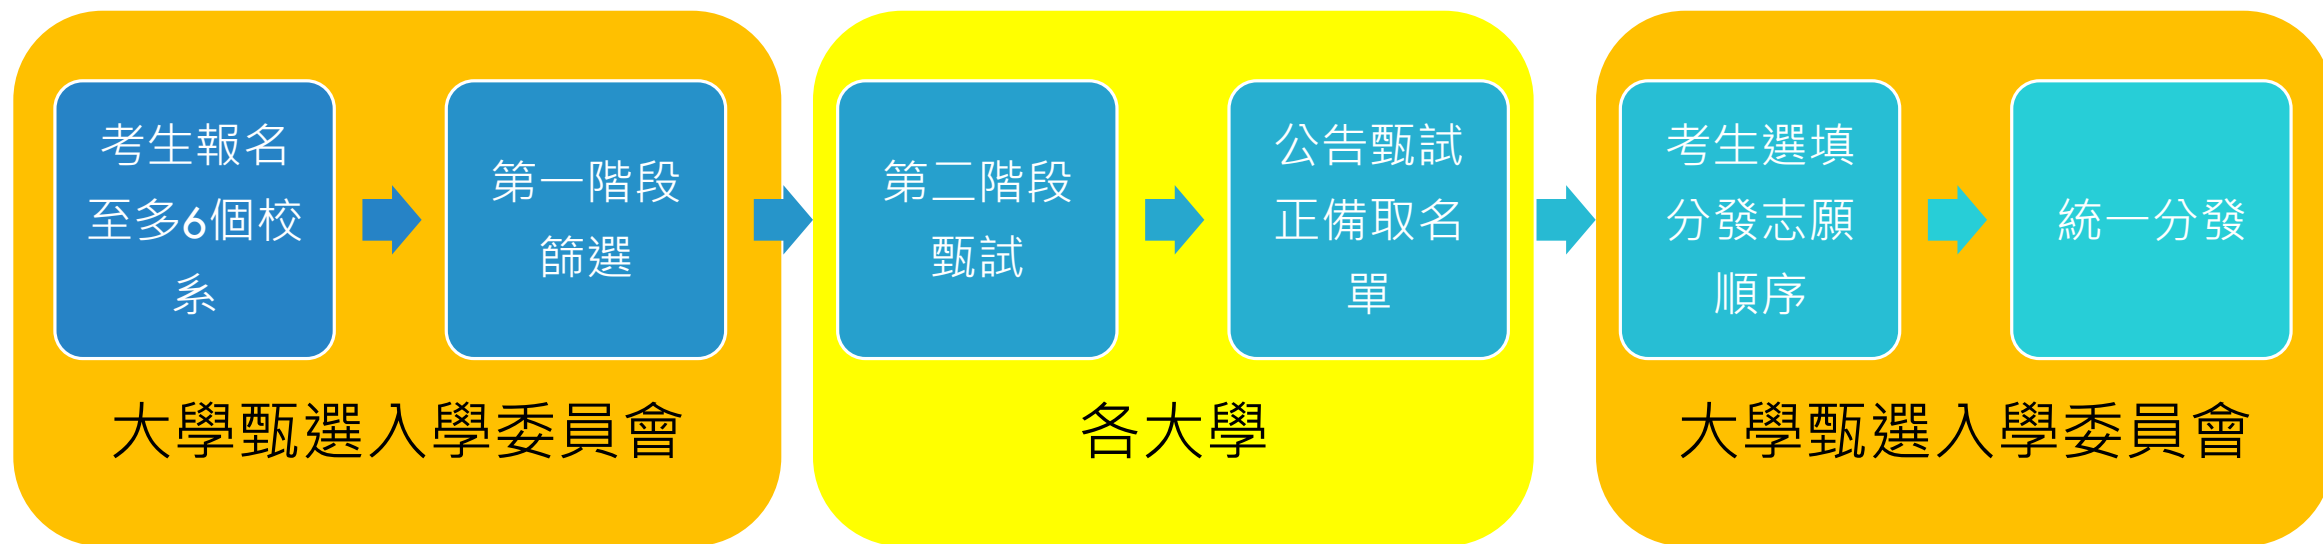 考生報名
至多6個校
系
第一階段
篩選
大學甄選入學委員會
第二階段
甄試
公告甄試
正備取名
單
各大學
考生選填
分發志願
順序
統一分發
大學甄選入學委員會